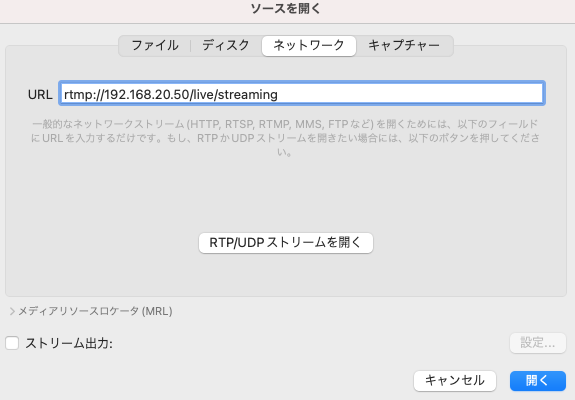 ソースを開く
ファイル ディスク ネットワーク キャプチャー
URL rtmp://192.168.20.50/live/streaming
一般的なネットワークストリーム (HTTP, RTSP, RTMP, MMS, FTP など) を開くためには、以下のフィールド
に URL を入力するだけです。もし、RTP か UDP ストリームを開きたい場合には、以下のボタンを押してくださ
い。
RTP/UDP ストリームを開く
メディアリソースロケータ (MRL)
ストリーム出力: 設定...
キャンセル 開く